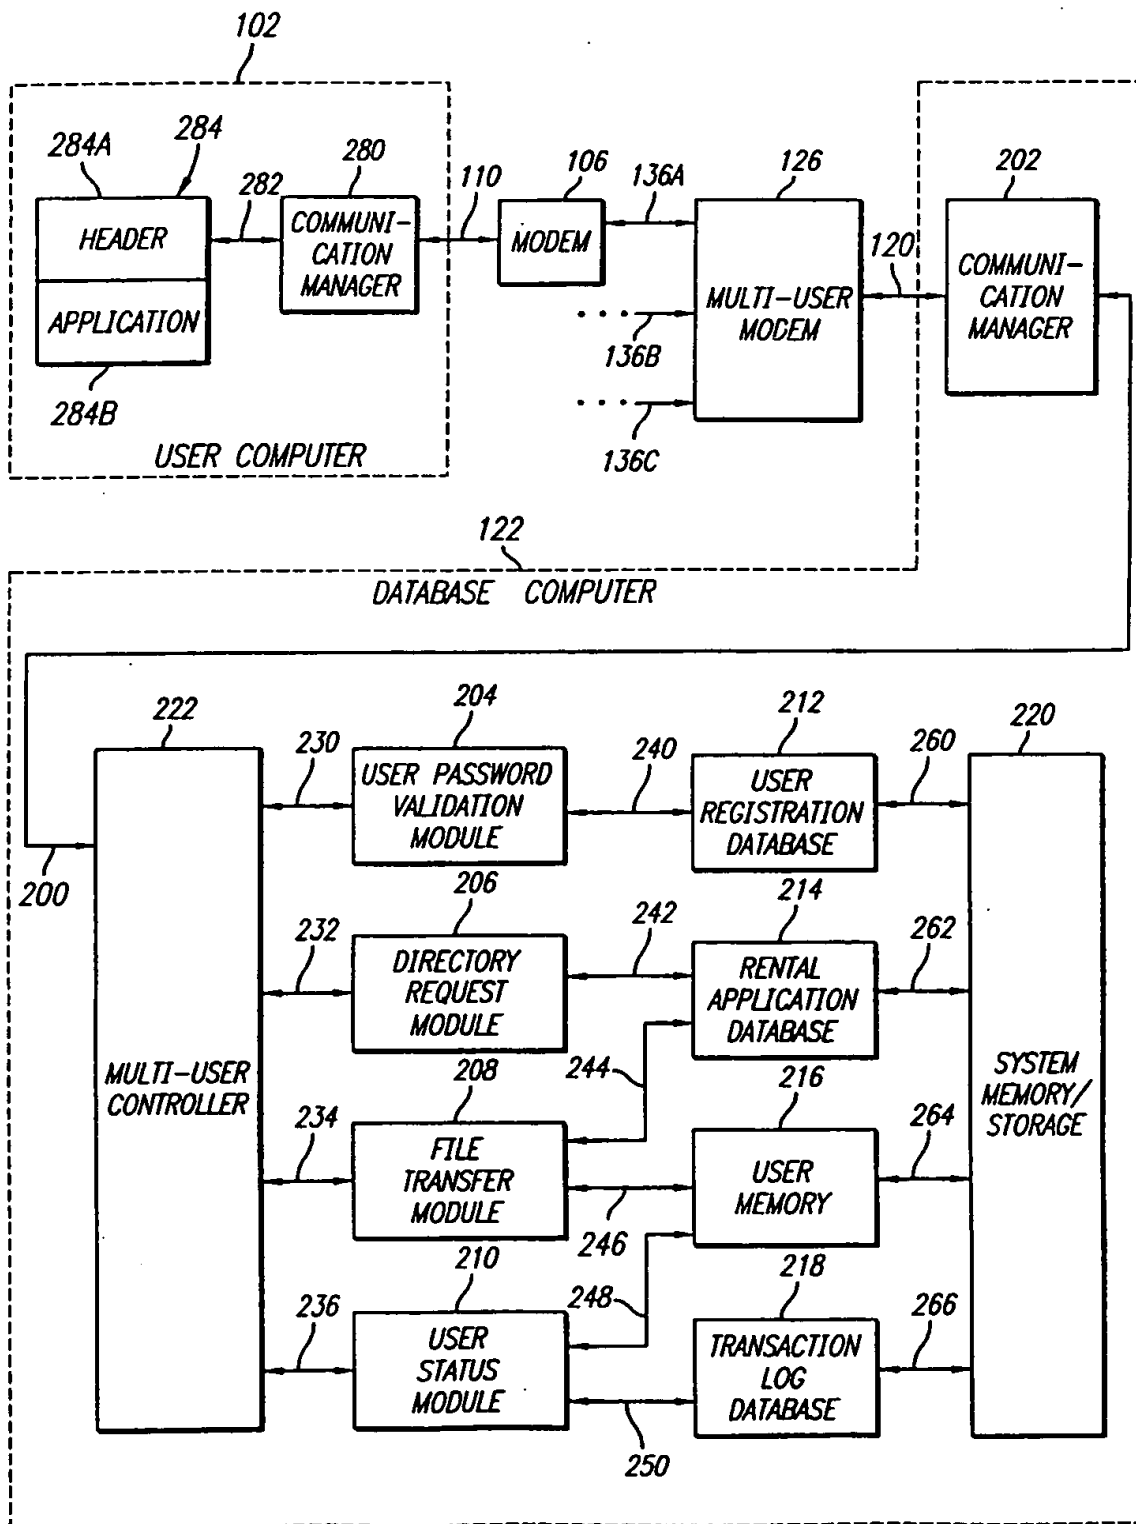 102
284A
284
282
280
110
106
136A
126
202
HEADER
APPLICATION
COMMUNI-
CATION
MANAGER
MODEM
MULTI-USER
MODEM
120
COMMUNI-
CATION
MANAGER
136B
136C
284B
USER COMPUTER
122
DATABASE COMPUTER
222
230
204
240
212
260
220
USER PASSWORD
VALIDATION
MODULE
USER
REGISTRATION
DATABASE
200
232
206
242
214
262
DIRECTORY
REQUEST
MODULE
RENTAL
APPLICATION
DATABASE
MULTI-USER
CONTROLLER
244
SYSTEM
MEMORY/
STORAGE
234
208
216
264
FILE
TRANSFER
MODULE
USER
MEMORY
246
236
210
248
218
266
USER
STATUS
MODULE
TRANSACTION
LOG
DATABASE
250